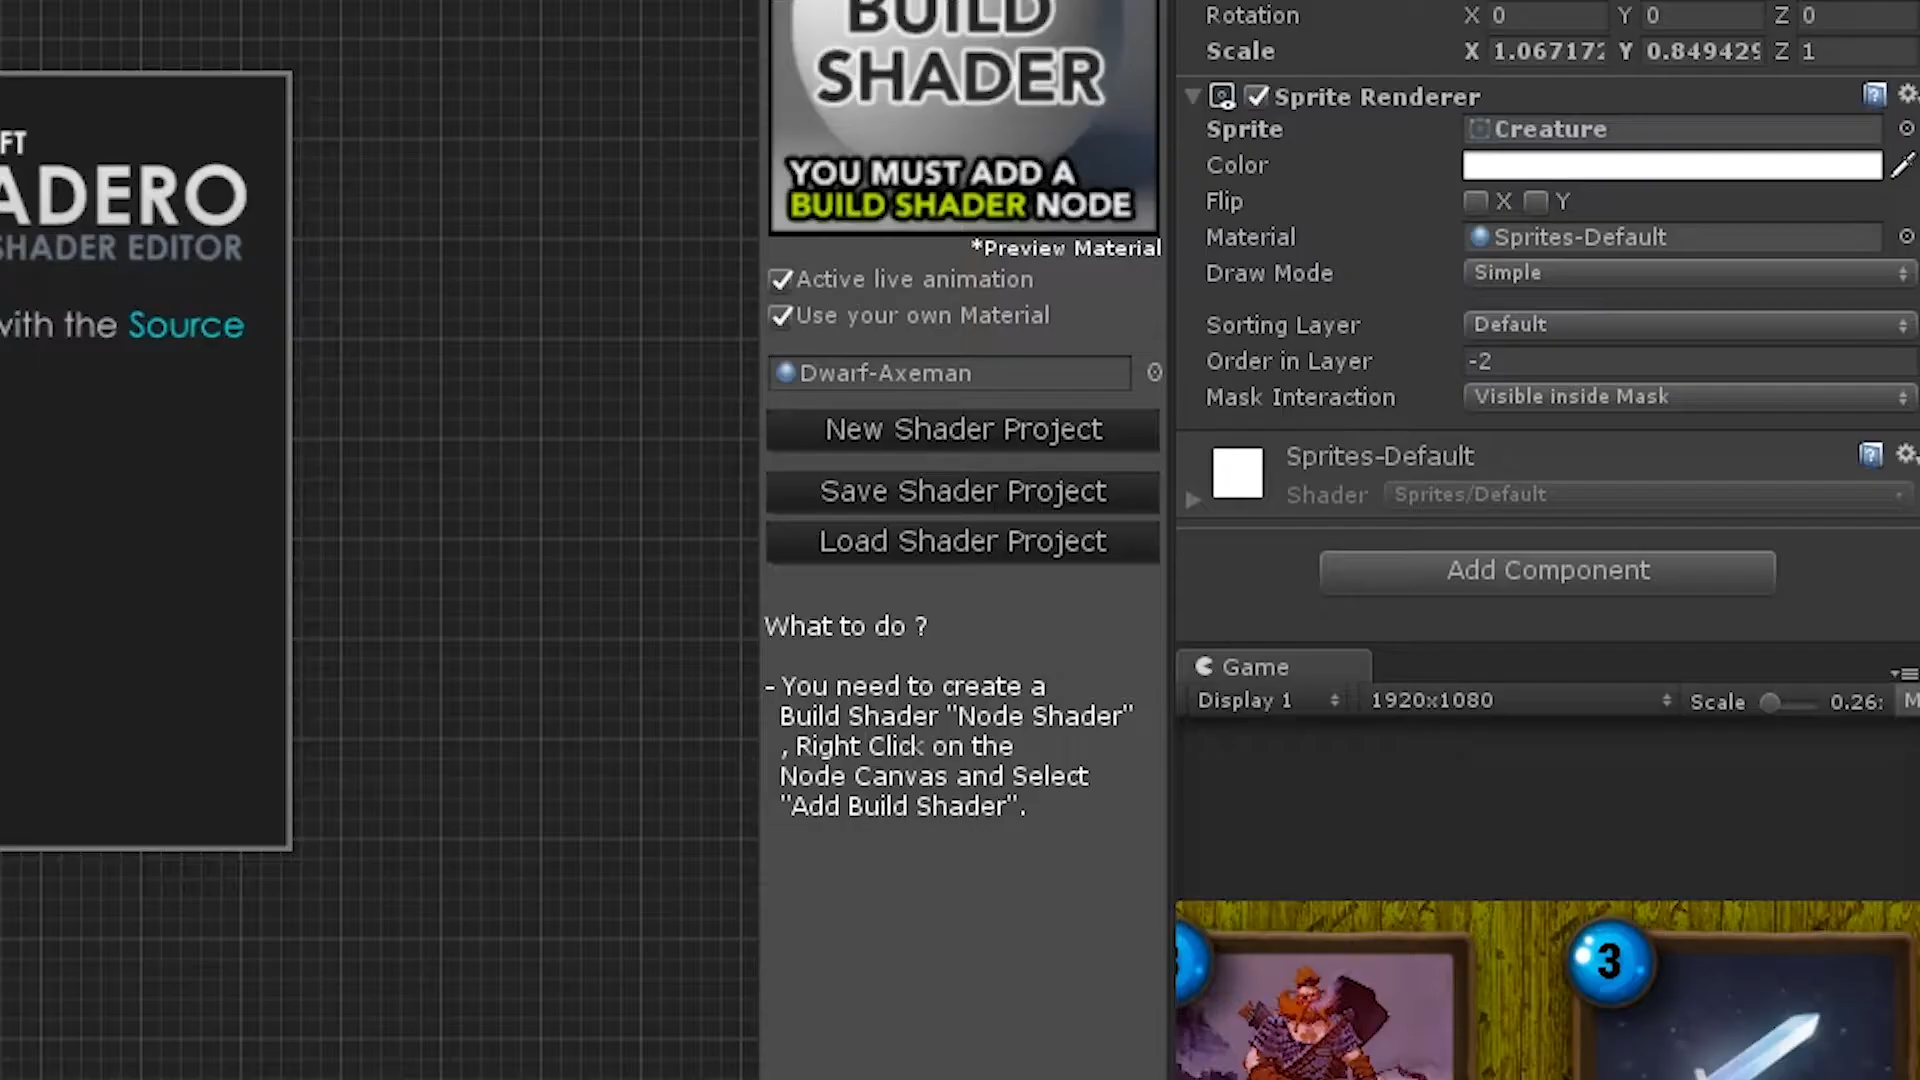 FT
ADERO
SHADER EDITOR
with the Source
BUILD
SHADER
YOU MUST ADD A
BUILD SHADER NODE
*Preview Material
Active live animation
Use your own Material
Dwarf-Axeman
New Shader Project
Save Shader Project
Load Shader Project
What to do ?
- You need to create a
Build Shader "Node Shader"
, Right Click on the
Node Canvas and Select
"Add Build Shader".
Rotation X 0 Y 0 Z 0
Scale X 1.067172 Y 0.849429 Z 1
Sprite Renderer
Sprite Creature
Color
Flip X Y
Material Sprites-Default
Draw Mode Simple
Sorting Layer Default
Order in Layer -2
Mask Interaction Visible inside Mask
Sprites-Default
Shader Sprites/Default
Add Component
Game
Display 1 1920x1080 Scale 0.26: M
3